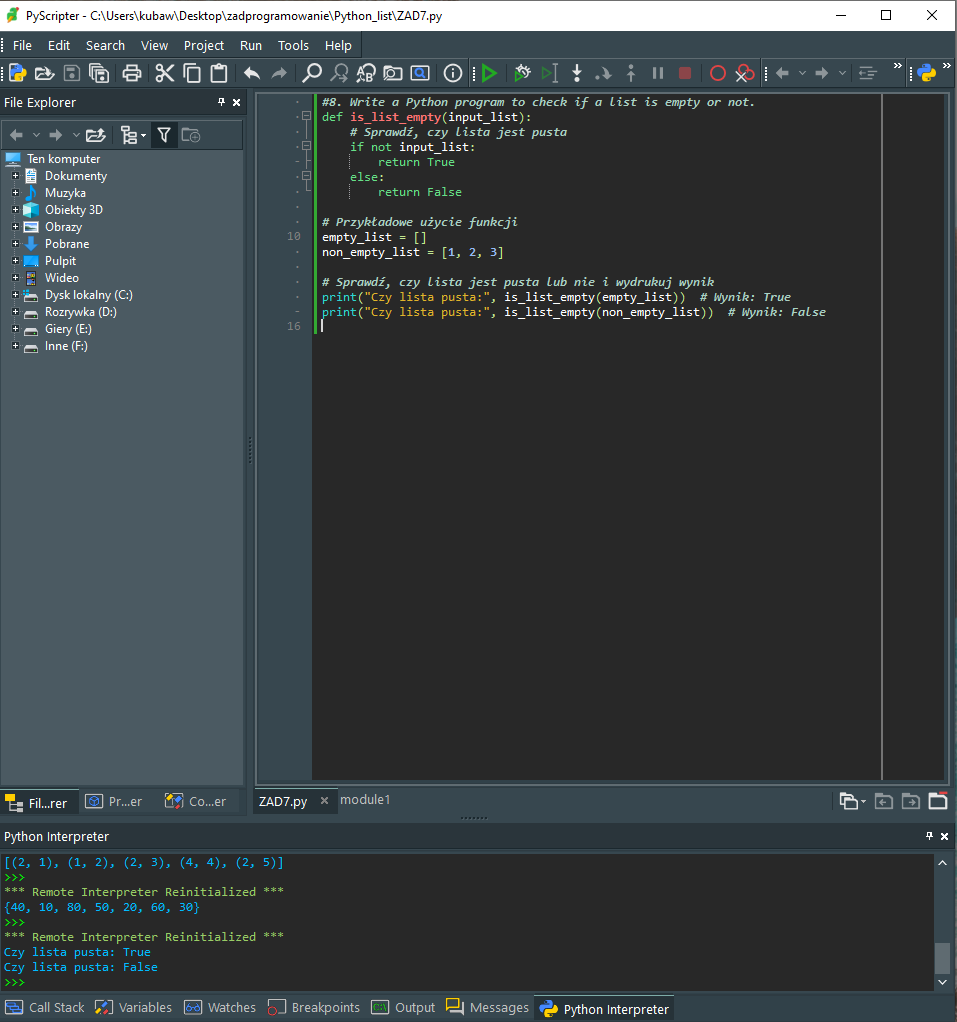 PyScripter - C:\Users\kubaw\Desktop\zadprogramowanie\Python_list\ZAD7.py
File Edit Search View Project Run Tools Help
File Explorer
Ten komputer
Dokumenty
Muzyka
Obiekty 3D
Obrazy
Pobrane
Pulpit
Wideo
Dysk lokalny (C:)
Rozrywka (D:)
Giery (E:)
Inne (F:)
Fil...rer Pr...er Co...er
#8. Write a Python program to check if a list is empty or not.
def is_list_empty(input_list):
    # Sprawdź, czy lista jest pusta
    if not input_list:
        return True
    else:
        return False

# Przykładowe użycie funkcji
10 empty_list = []
non_empty_list = [1, 2, 3]

# Sprawdź, czy lista jest pusta lub nie i wydrukuj wynik
print("Czy lista pusta:", is_list_empty(empty_list))  # Wynik: True
print("Czy lista pusta:", is_list_empty(non_empty_list))  # Wynik: False
16
ZAD7.py × module1
Python Interpreter
[(2, 1), (1, 2), (2, 3), (4, 4), (2, 5)]
>>>
*** Remote Interpreter Reinitialized ***
{40, 10, 80, 50, 20, 60, 30}
>>>
*** Remote Interpreter Reinitialized ***
Czy lista pusta: True
Czy lista pusta: False
>>>
Call Stack Variables Watches Breakpoints Output Messages Python Interpreter